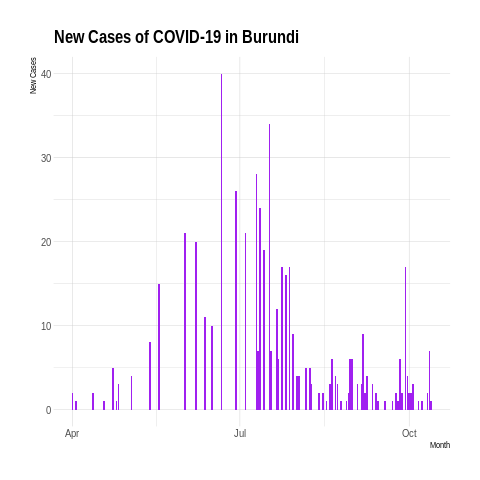 New Cases of COVID-19 in Burundi
New Cases
40
30
20
10
0
Apr
Jul
Oct
Month